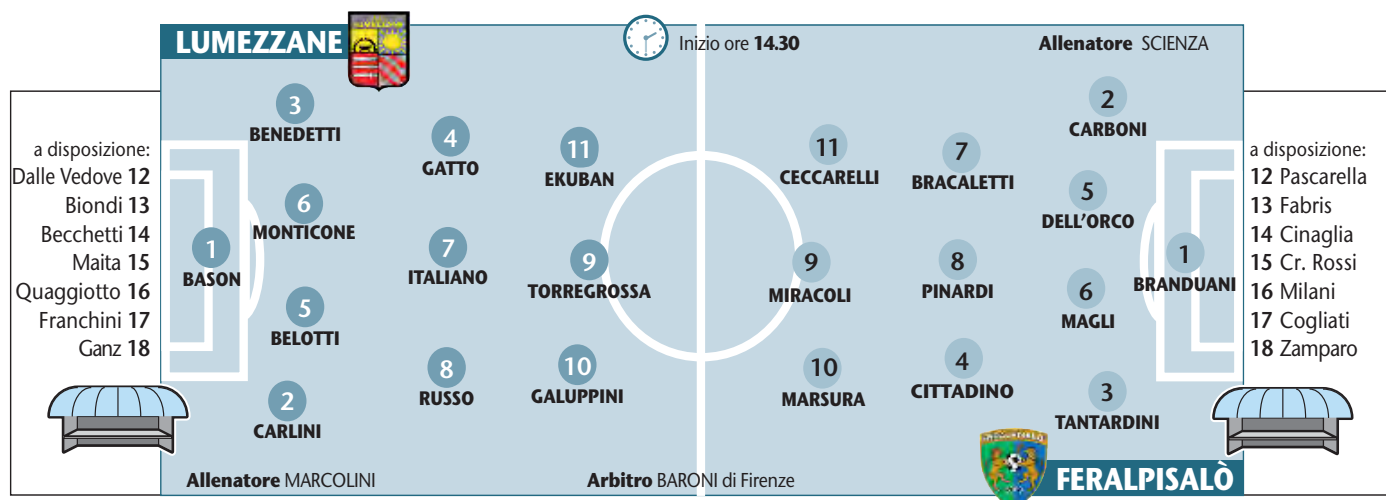 LUMEZZANE
Inizio ore 14.30
Allenatore SCIENZA
a disposizione:
Dalle Vedove 12
Biondi 13
Becchetti 14
Maita 15
Quaggiotto 16
Franchini 17
Ganz 18
1
BASON
3
BENEDETTI
6
MONTICONE
5
BELOTTI
2
CARLINI
4
GATTO
7
ITALIANO
8
RUSSO
11
EKUBAN
9
TORREGROSSA
10
GALUPPINI
11
CECCARELLI
9
MIRACOLI
10
MARSURA
7
BRACALETTI
8
PINARDI
4
CITTADINO
2
CARBONI
5
DELL'ORCO
6
MAGLI
3
TANTARDINI
1
BRANDUANI
a disposizione:
12 Pascarella
13 Fabris
14 Cinaglia
15 Cr. Rossi
16 Milani
17 Cogliati
18 Zamparo
Allenatore MARCOLINI
Arbitro BARONI di Firenze
FERALPISALÒ